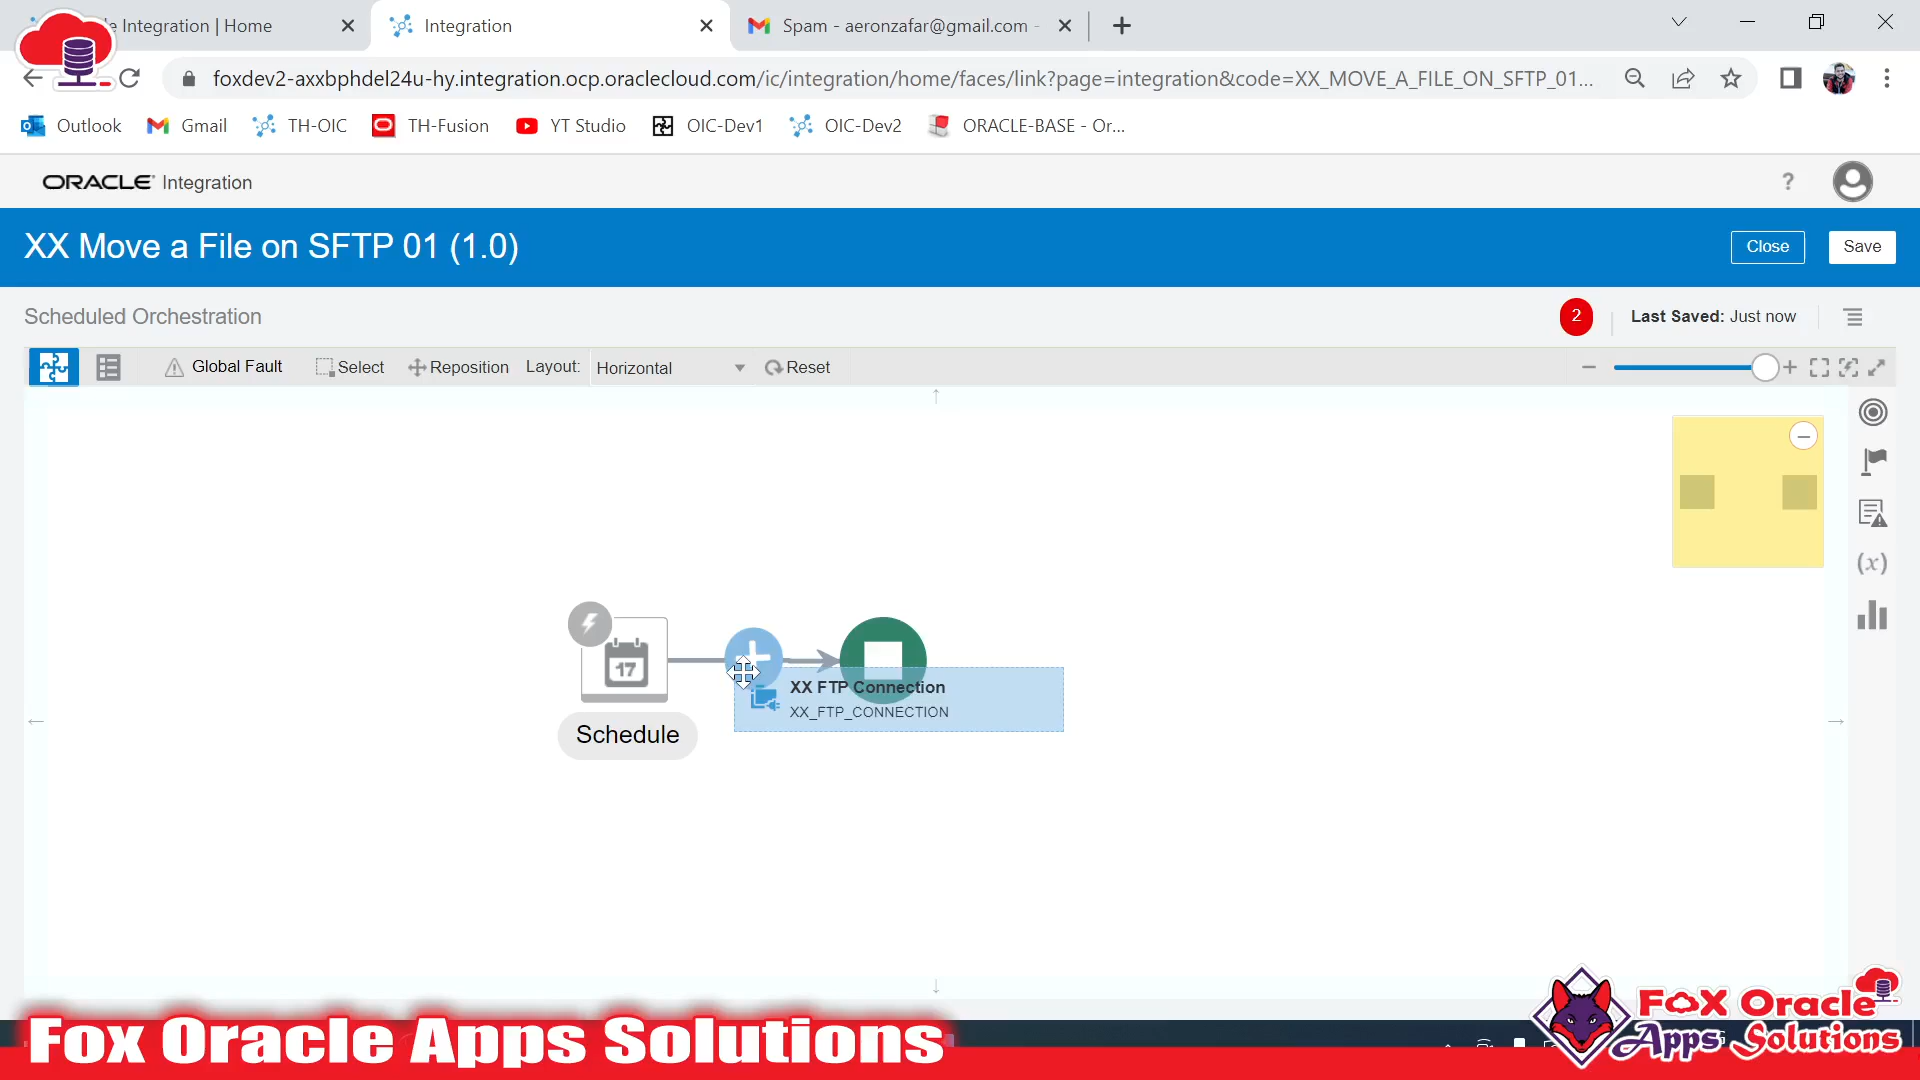 le Integration | Home
Integration
Spam - aeronzafar@gmail.com -
foxdev2-axxbphdel24u-hy.integration.ocp.oraclecloud.com/ic/integration/home/faces/link?page=integration&code=XX_MOVE_A_FILE_ON_SFTP_01...
Outlook
Gmail
TH-OIC
TH-Fusion
YT Studio
OIC-Dev1
OIC-Dev2
ORACLE-BASE - Or...
ORACLE Integration
?
XX Move a File on SFTP 01 (1.0)
Close
Save
Scheduled Orchestration
2
Last Saved: Just now
Global Fault
Select
Reposition
Layout:
Horizontal
Reset
(x)
17
XX FTP Connection
XX_FTP_CONNECTION
Schedule
Fox Oracle Apps Solutions
FoX Oracle
Apps Solutions